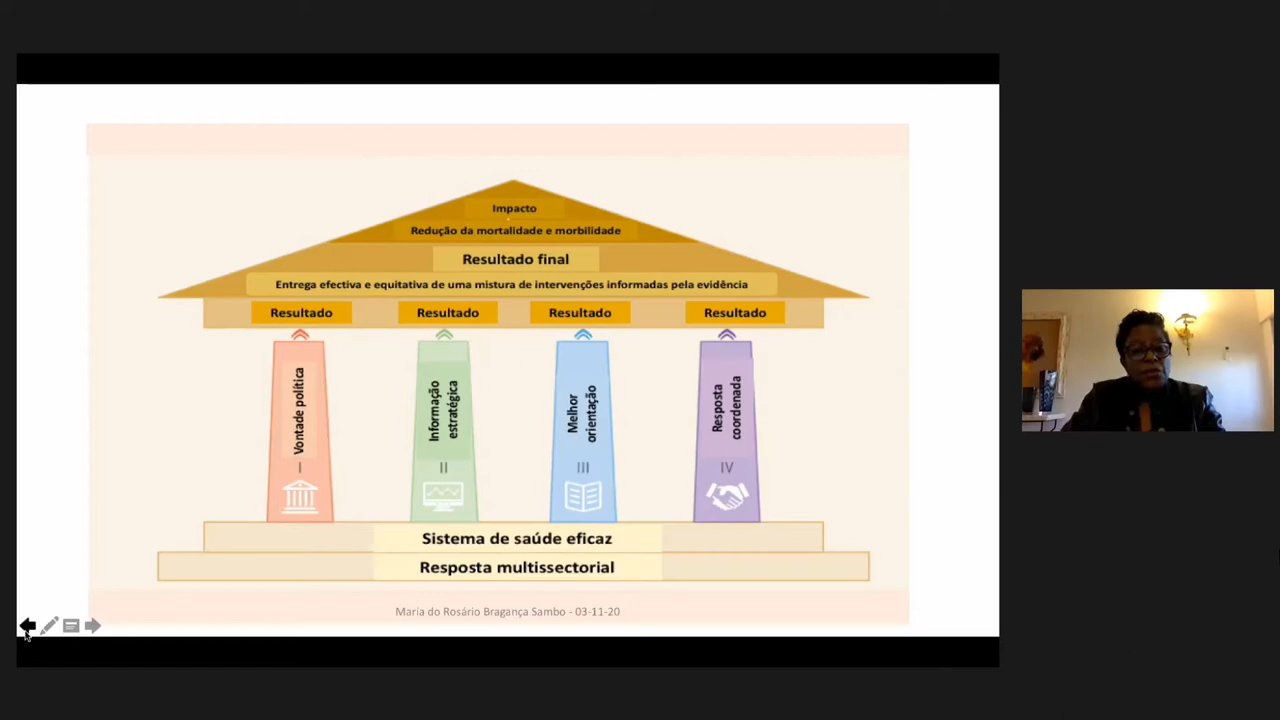 Impacto
Redução da mortalidade e morbilidade
Resultado final
Entrega efectiva e equitativa de uma mistura de intervenções informadas pela evidência
Resultado
Resultado
Resultado
Resultado
Vontade política
I
Informação
estratégica
II
Melhor
orientação
III
Resposta
coordenada
IV
Sistema de saúde eficaz
Resposta multissectorial
Maria do Rosário Bragança Sambo - 03-11-20